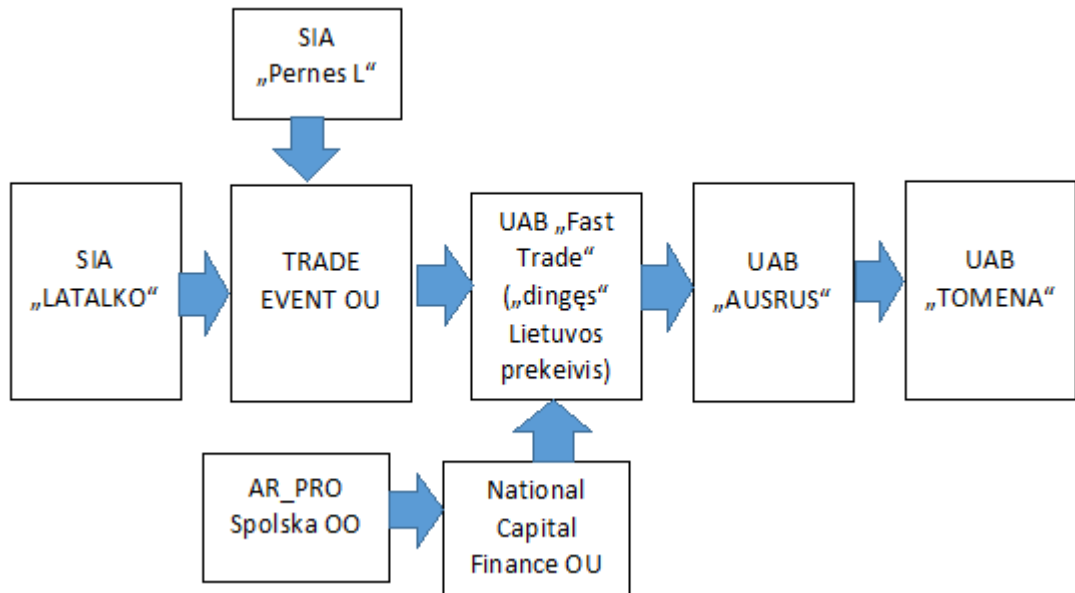 SIA
„Pernes L“
SIA
„LATALKO“
TRADE
EVENT OU
UAB „Fast
Trade“
(„dingęs“
Lietuvos
prekeivis)
UAB
„AUSRUS“
UAB
„TOMENA“
AR_PRO
Spolska OO
National
Capital
Finance OU